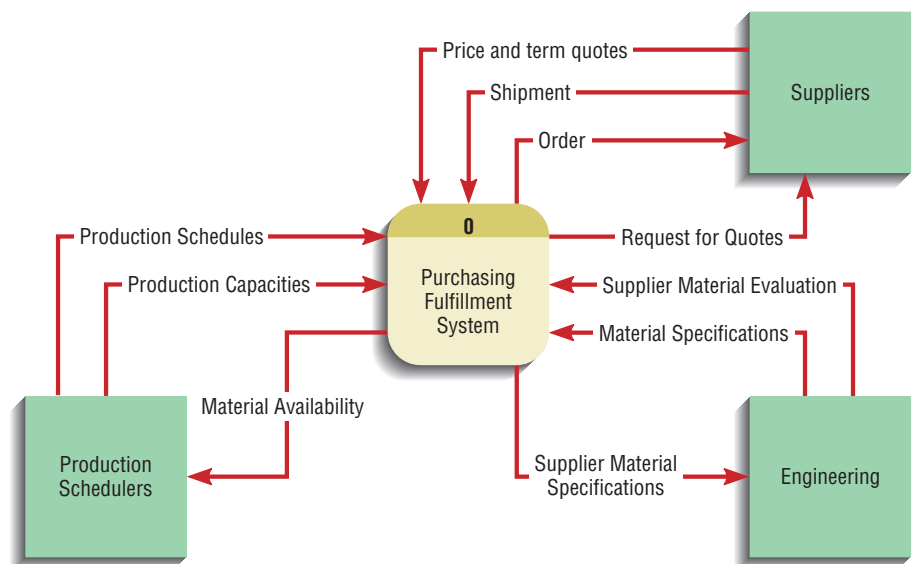 Price and term quotes
Shipment
Order
Suppliers
0
Purchasing
Fulfillment
System
Production Schedules
Production Capacities
Material Availability
Request for Quotes
Supplier Material Evaluation
Material Specifications
Supplier Material
Specifications
Production
Schedulers
Engineering